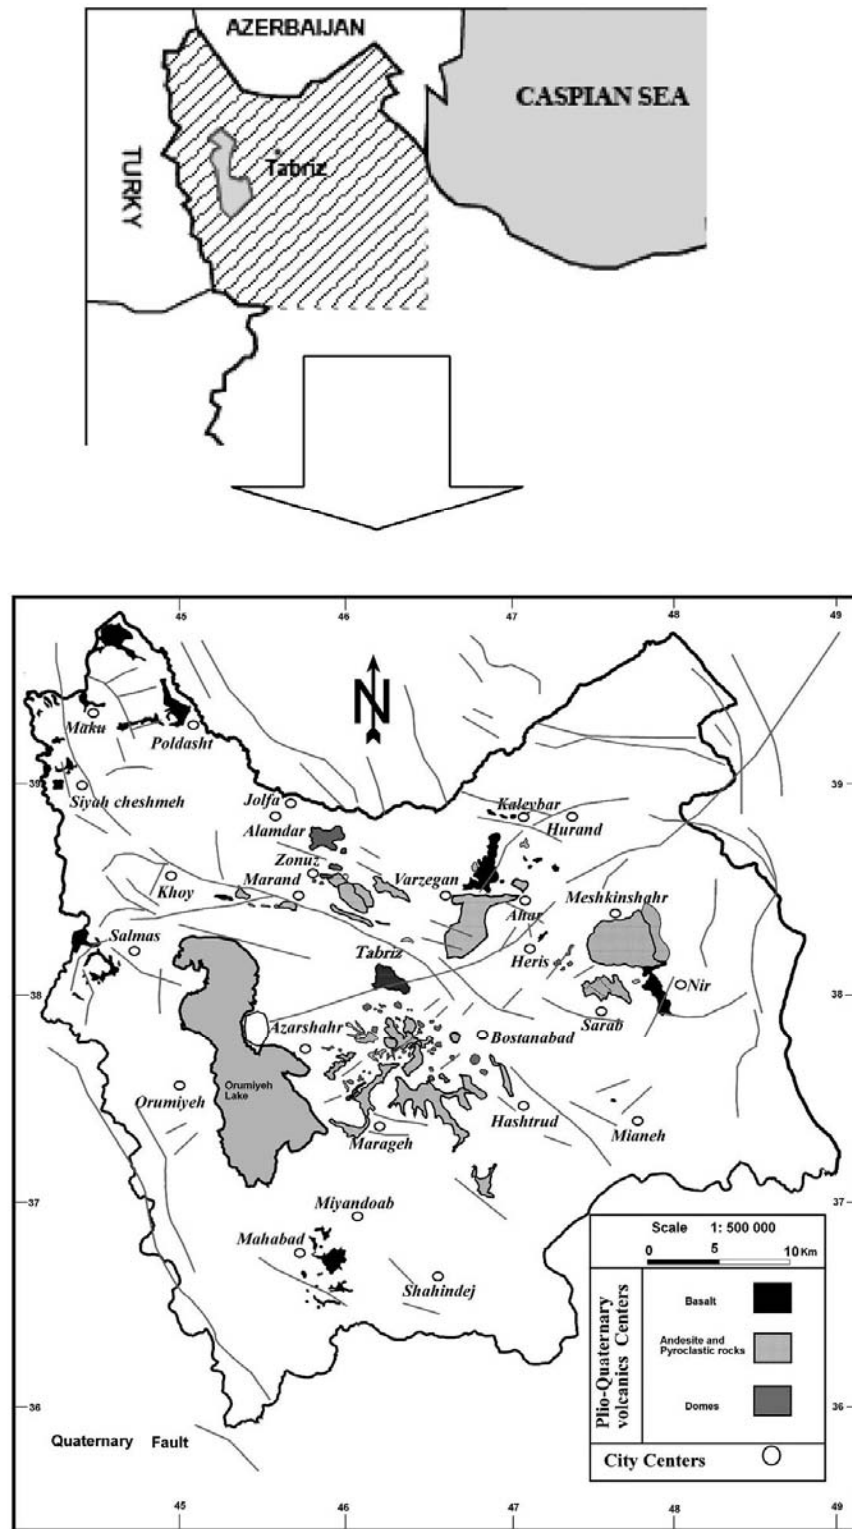 AZERBAIJAN
CASPIAN SEA
TURKY
Tabriz
45 46 47 48 49
N
Maku
Poldasht
39 39
Siyah cheshmeh
Jolfa
Kaleybar
Alamdar
Hurand
Zonuz
Khoy
Marand
Varzegan
Meshkinshahr
Ahar
Salmas
Tabriz
Heris
38 38
Nir
Azarshahr
Sarab
Bostanabad
Orumiyeh
Orumiyeh
Lake
Hashtrud
Marageh
Mianeh
37 37
Miyandoab
Mahabad
Shahindej
36 36
Quaternary Fault
Scale 1: 500 000
0 5 10 Km
Plio-Quaternary
volcanics Centers
Basalt
Andesite and
Pyroclastic rocks
Domes
City Centers
45 46 47 48 49